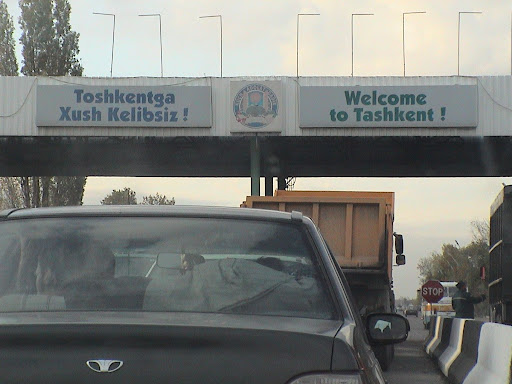 Toshkentga
Xush Kelibsiz !
Welcome
to Tashkent !
STOP